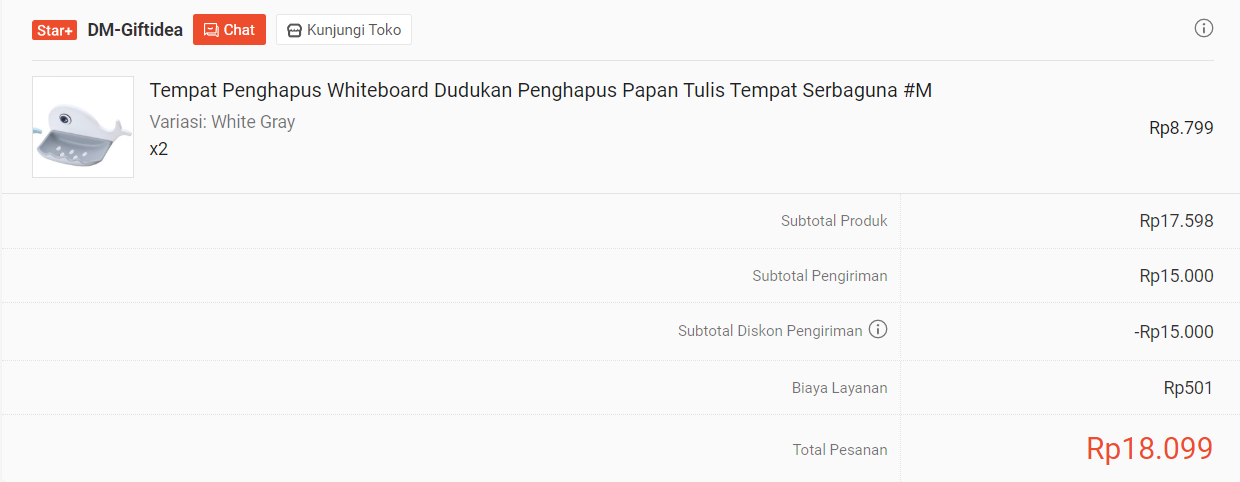 Star+ DM-Giftidea Chat Kunjungi Toko
Tempat Penghapus Whiteboard Dudukan Penghapus Papan Tulis Tempat Serbaguna #M
Variasi: White Gray
x2
Rp8.799
Subtotal Produk Rp17.598
Subtotal Pengiriman Rp15.000
Subtotal Diskon Pengiriman -Rp15.000
Biaya Layanan Rp501
Total Pesanan Rp18.099